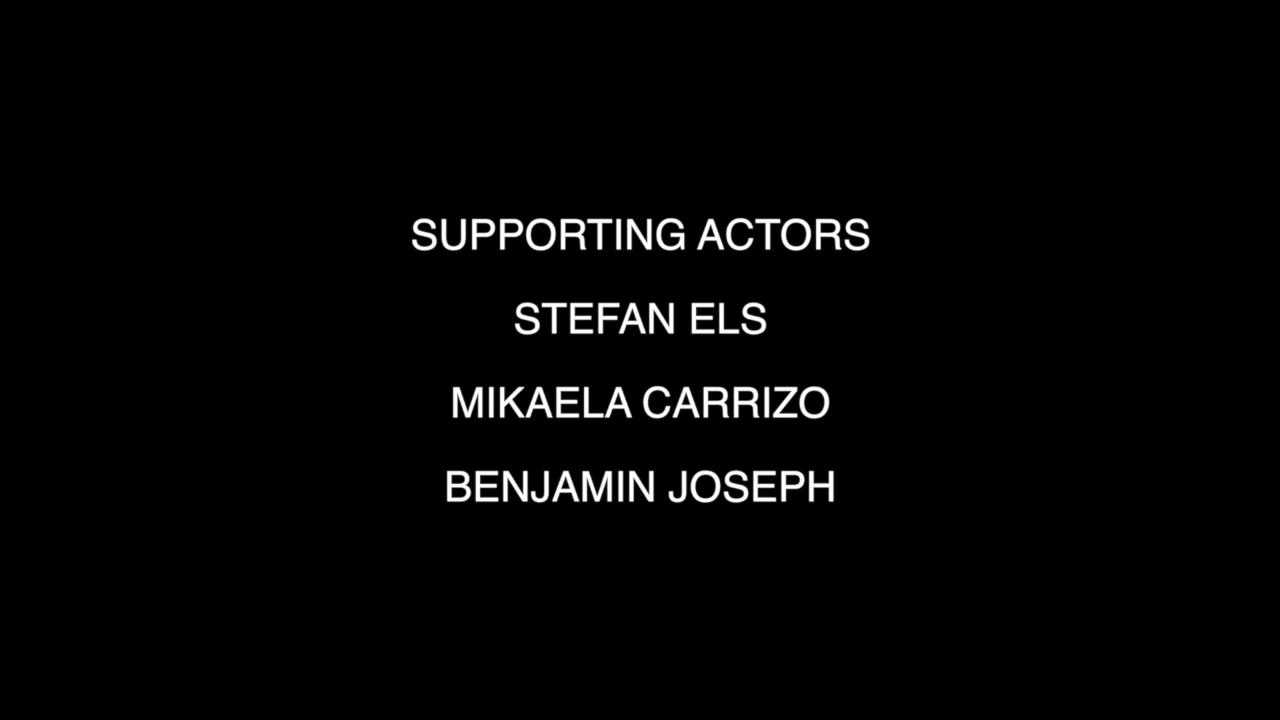 SUPPORTING ACTORS
STEFAN ELS
MIKAELA CARRIZO
BENJAMIN JOSEPH